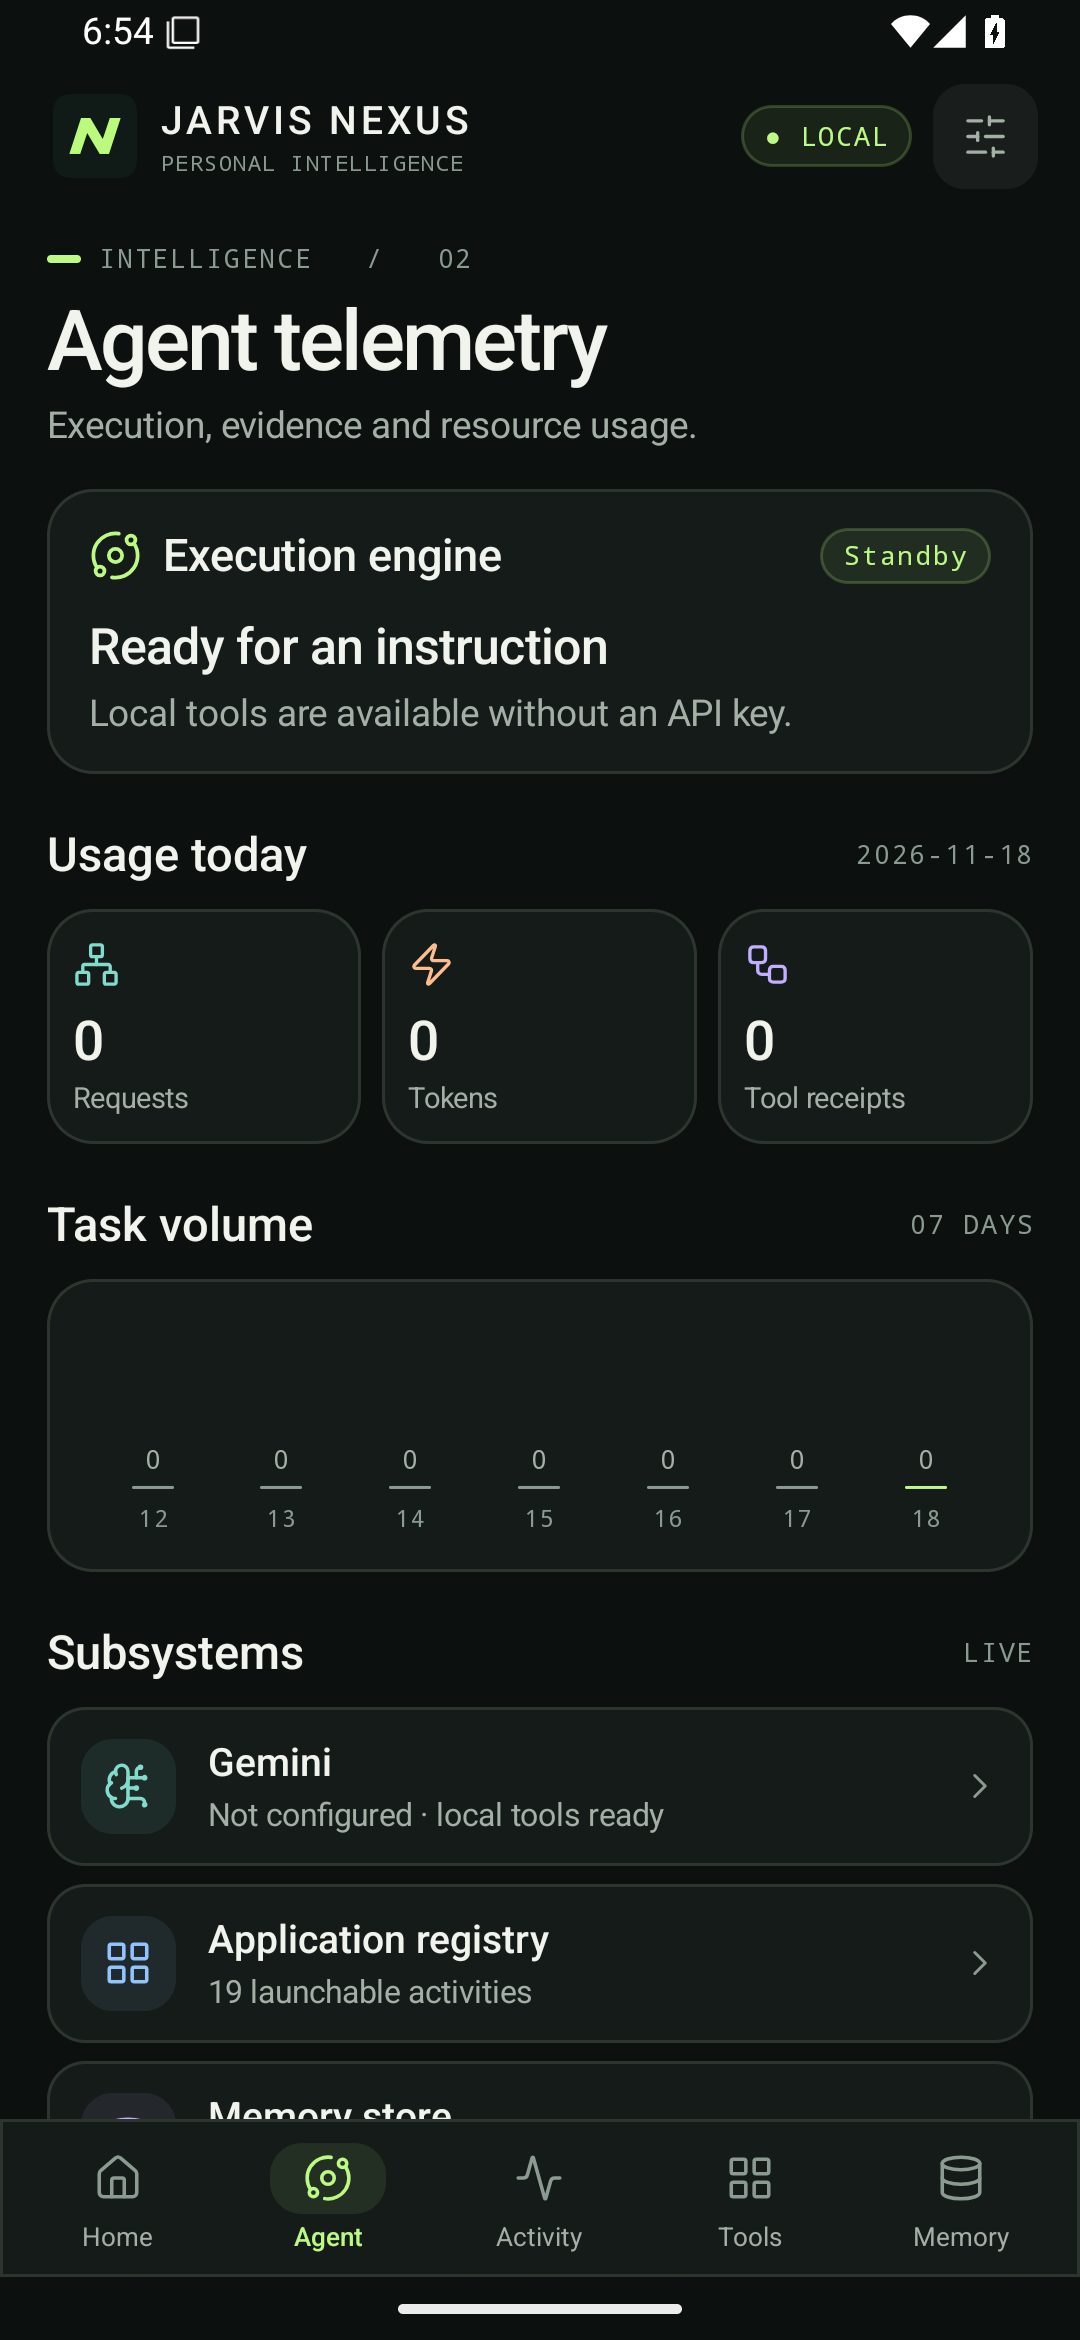 6:54
JARVIS NEXUS
PERSONAL INTELLIGENCE
● LOCAL
INTELLIGENCE / 02
Agent telemetry
Execution, evidence and resource usage.
Execution engine
Standby
Ready for an instruction
Local tools are available without an API key.
Usage today
2026-11-18
0
Requests
0
Tokens
0
Tool receipts
Task volume
07 DAYS
0 0 0 0 0 0 0
12 13 14 15 16 17 18
Subsystems
LIVE
Gemini
Not configured · local tools ready
Application registry
19 launchable activities
Memory store
Home Agent Activity Tools Memory